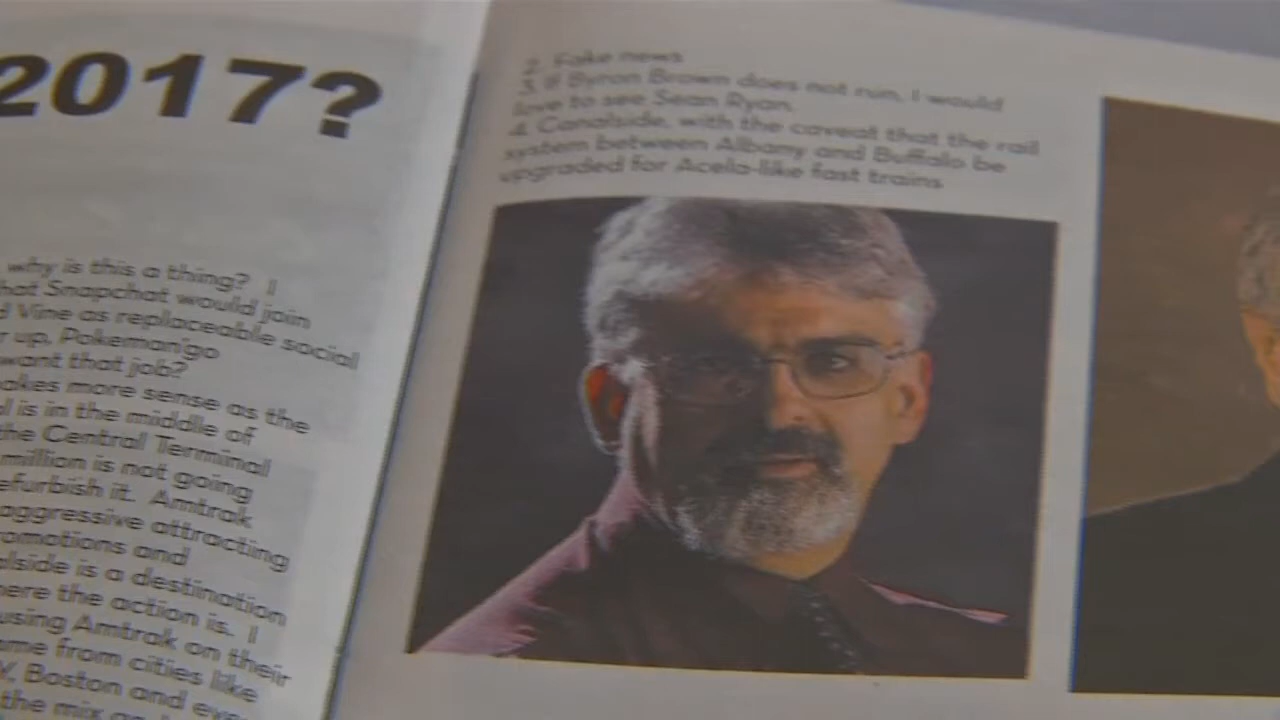 2017?
why is this a thing? I
hat Snapchat would join
d Vine as replaceable social
r up, Pokemanigo
want that job?
akes more sense as the
l is in the middle of
the Central Terminal
million is not going
efurbish it. Amtrak
aggressive attracting
romotions and
alside is a destination
here the action is. I
using Amtrak on their
ome from cities like
Y, Boston and even
the mix
2. Fake news
3. If Byron Brown does not run, I would
love to see Sean Ryan.
4. Canalside, with the caveat that the rail
system between Albany and Buffalo be
upgraded for Acela-like fast trains